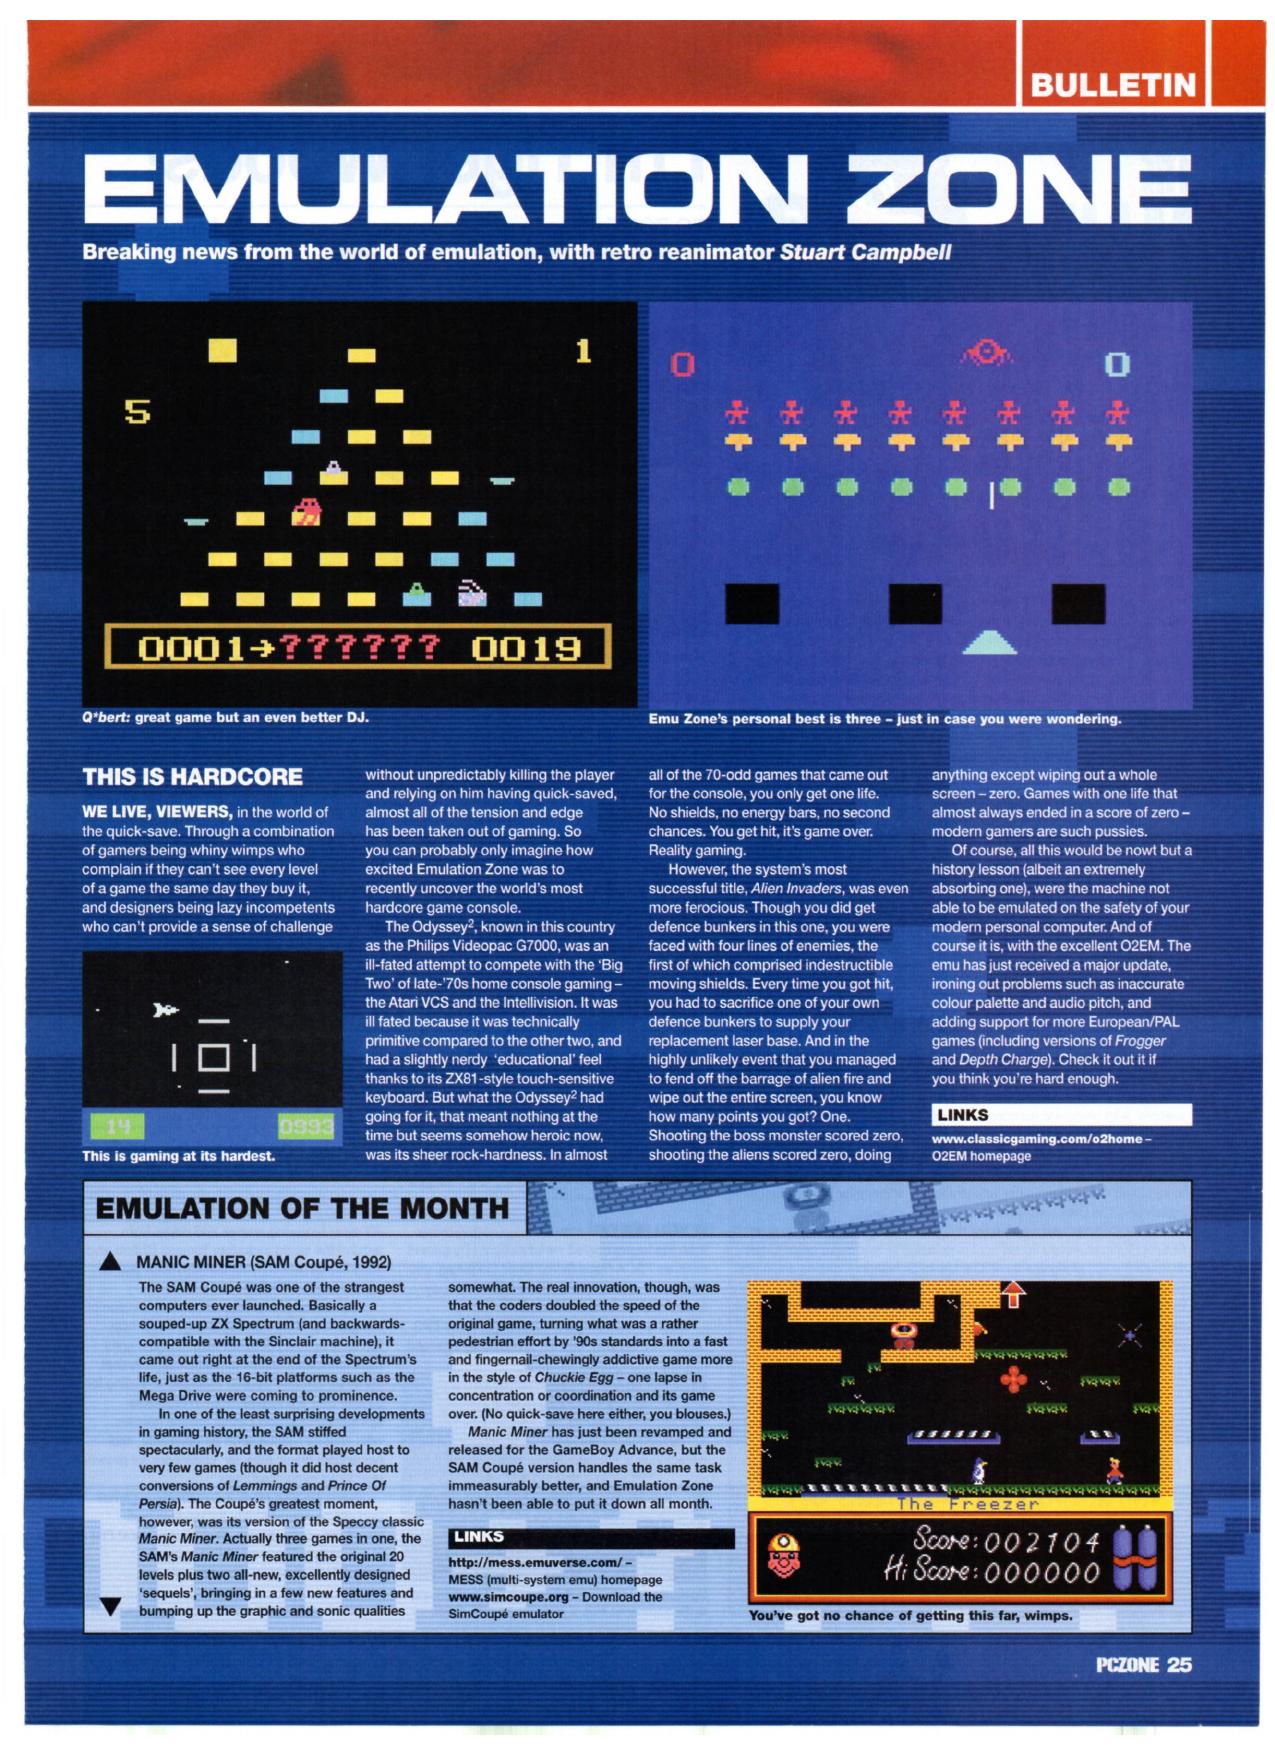 BULLETIN
EMULATION ZONE
Breaking news from the world of emulation, with retro reanimator Stuart Campbell
1
5
0001→?????? 0019
0
0
Q*bert: great game but an even better DJ.
Emu Zone's personal best is three – just in case you were wondering.
THIS IS HARDCORE
WE LIVE, VIEWERS, in the world of
the quick-save. Through a combination
of gamers being whiny wimps who
complain if they can't see every level
of a game the same day they buy it,
and designers being lazy incompetents
who can't provide a sense of challenge
14
0993
This is gaming at its hardest.
without unpredictably killing the player
and relying on him having quick-saved,
almost all of the tension and edge
has been taken out of gaming. So
you can probably only imagine how
excited Emulation Zone was to
recently uncover the world's most
hardcore game console.
The Odyssey², known in this country
as the Philips Videopac G7000, was an
ill-fated attempt to compete with the 'Big
Two' of late-'70s home console gaming –
the Atari VCS and the Intellivision. It was
ill fated because it was technically
primitive compared to the other two, and
had a slightly nerdy 'educational' feel
thanks to its ZX81-style touch-sensitive
keyboard. But what the Odyssey² had
going for it, that meant nothing at the
time but seems somehow heroic now,
was its sheer rock-hardness. In almost
all of the 70-odd games that came out
for the console, you only get one life.
No shields, no energy bars, no second
chances. You get hit, it's game over.
Reality gaming.
However, the system's most
successful title, Alien Invaders, was even
more ferocious. Though you did get
defence bunkers in this one, you were
faced with four lines of enemies, the
first of which comprised indestructible
moving shields. Every time you got hit,
you had to sacrifice one of your own
defence bunkers to supply your
replacement laser base. And in the
highly unlikely event that you managed
to fend off the barrage of alien fire and
wipe out the entire screen, you know
how many points you got? One.
Shooting the boss monster scored zero,
shooting the aliens scored zero, doing
anything except wiping out a whole
screen – zero. Games with one life that
almost always ended in a score of zero –
modern gamers are such pussies.
Of course, all this would be nowt but a
history lesson (albeit an extremely
absorbing one), were the machine not
able to be emulated on the safety of your
modern personal computer. And of
course it is, with the excellent O2EM. The
emu has just received a major update,
ironing out problems such as inaccurate
colour palette and audio pitch, and
adding support for more European/PAL
games (including versions of Frogger
and Depth Charge). Check it out it if
you think you're hard enough.
LINKS
www.classicgaming.com/o2home –
O2EM homepage
EMULATION OF THE MONTH
▲ MANIC MINER (SAM Coupé, 1992)
The SAM Coupé was one of the strangest
computers ever launched. Basically a
souped-up ZX Spectrum (and backwards-
compatible with the Sinclair machine), it
came out right at the end of the Spectrum's
life, just as the 16-bit platforms such as the
Mega Drive were coming to prominence.
In one of the least surprising developments
in gaming history, the SAM stiffed
spectacularly, and the format played host to
very few games (though it did host decent
conversions of Lemmings and Prince Of
Persia). The Coupé's greatest moment,
however, was its version of the Speccy classic
Manic Miner. Actually three games in one, the
SAM's Manic Miner featured the original 20
levels plus two all-new, excellently designed
'sequels', bringing in a few new features and
bumping up the graphic and sonic qualities
somewhat. The real innovation, though, was
that the coders doubled the speed of the
original game, turning what was a rather
pedestrian effort by '90s standards into a fast
and fingernail-chewingly addictive game more
in the style of Chuckie Egg – one lapse in
concentration or coordination and its game
over. (No quick-save here either, you blouses.)
Manic Miner has just been revamped and
released for the GameBoy Advance, but the
SAM Coupé version handles the same task
immeasurably better, and Emulation Zone
hasn't been able to put it down all month.
LINKS
http://mess.emuverse.com/ –
MESS (multi-system emu) homepage
www.simcoupe.org – Download the
SimCoupé emulator
The Freezer
Score: 002104
Hi Score: 000000
You've got no chance of getting this far, wimps.
PCZONE 25